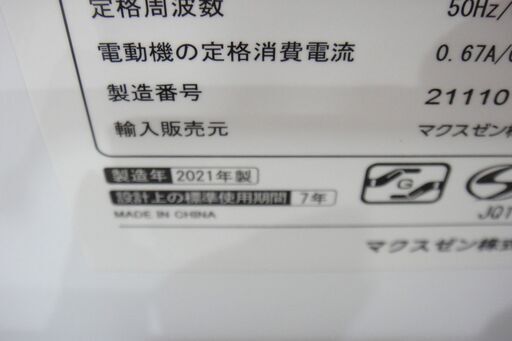 定格周波数 50Hz/
電動機の定格消費電流 0.67A/
製造番号 21110
輸入販売元 マクスゼン株
製造年 2021年製
設計上の標準使用期間 7年
MADE IN CHINA
G
JQ1
マクスゼン株式